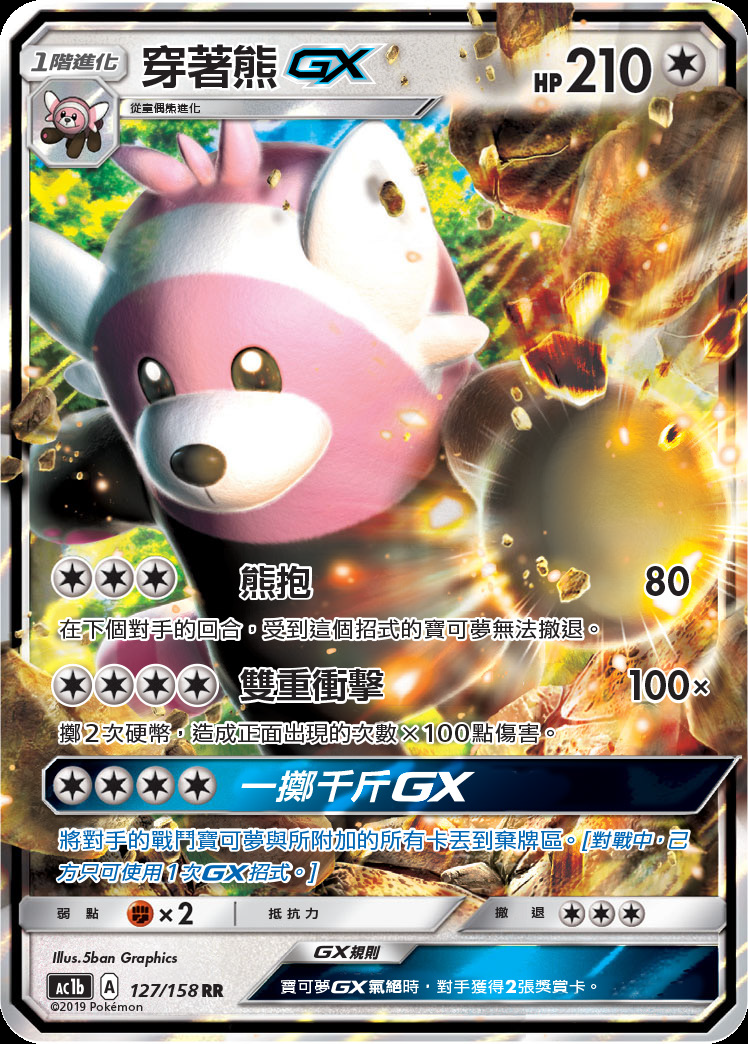 1階進化 穿著熊GX HP210
從童偶熊進化
熊抱 80
在下個對手的回合,受到這個招式的寶可夢無法撤退。
雙重衝擊 100×
擲2次硬幣,造成正面出現的次數×100點傷害。
一擲千斤GX
將對手的戰鬥寶可夢與所附加的所有卡丟到棄牌區。[對戰中,己
方只可使用1次GX招式。]
弱點 ×2 抵抗力 撤退
Illus.5ban Graphics
GX規則
AC1b A 127/158 RR
寶可夢GX氣絕時,對手獲得2張獎賞卡。
©2019 Pokémon